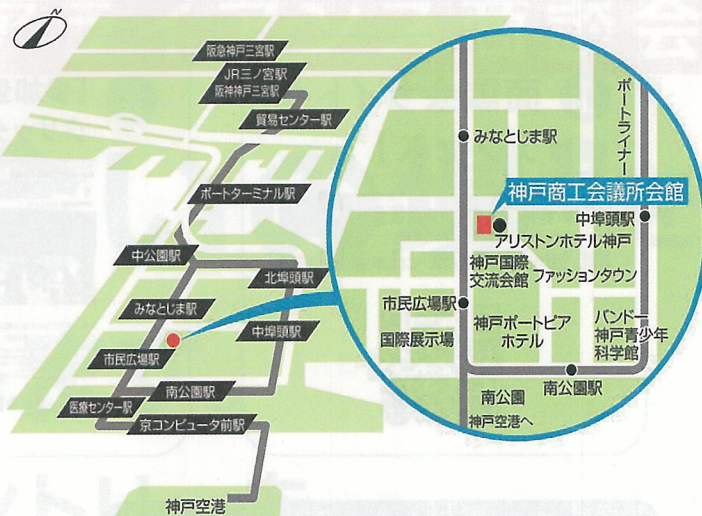 阪急神戸三宮駅
JR三ノ宮駅
阪神神戸三宮駅
貿易センター駅
ポートターミナル駅
中公園駅
北埠頭駅
みなとじま駅
中埠頭駅
市民広場駅
南公園駅
医療センター駅
京コンピュータ前駅
神戸空港
ポートライナー
みなとじま駅
神戸商工会議所会館
中埠頭駅
アリストンホテル神戸
神戸国際
交流会館
ファッションタウン
市民広場駅
神戸ポートピア
ホテル
国際展示場
バンドー
神戸青少年
科学館
南公園
南公園駅
神戸空港へ